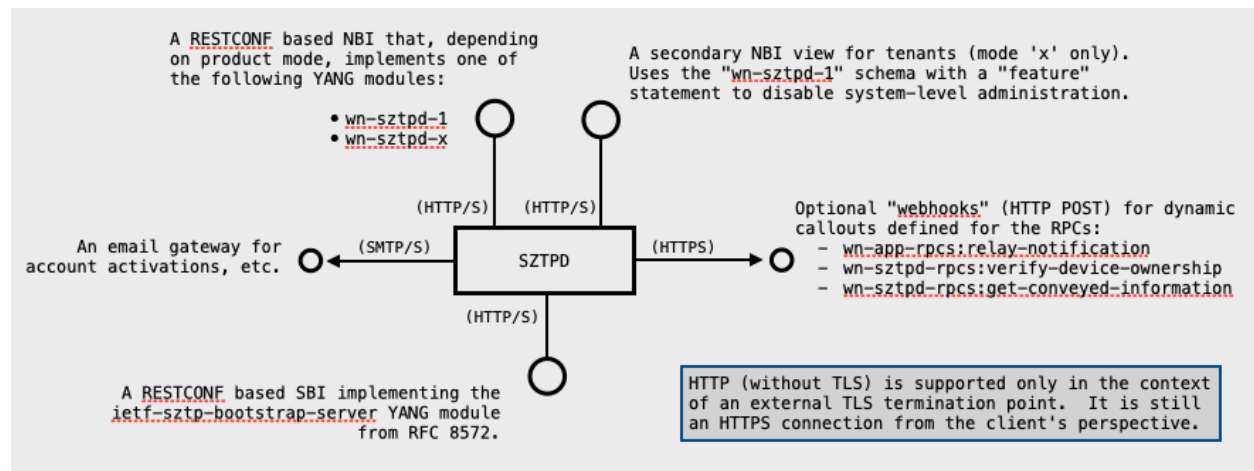 A RESTCONF based NBI that, depending
on product mode, implements one of
the following YANG modules:
• wn-sztpd-1
• wn-sztpd-x
A secondary NBI view for tenants (mode 'x' only).
Uses the "wn-sztpd-1" schema with a "feature"
statement to disable system-level administration.
(HTTP/S)
(HTTP/S)
An email gateway for
account activations, etc.
(SMTP/S)
SZTPD
(HTTPS)
Optional "webhooks" (HTTP POST) for dynamic
callouts defined for the RPCs:
– wn-app-rpcs:relay-notification
– wn-sztpd-rpcs:verify-device-ownership
– wn-sztpd-rpcs:get-conveyed-information
(HTTP/S)
A RESTCONF based SBI implementing the
ietf-sztp-bootstrap-server YANG module
from RFC 8572.
HTTP (without TLS) is supported only in the context
of an external TLS termination point.  It is still
an HTTPS connection from the client's perspective.